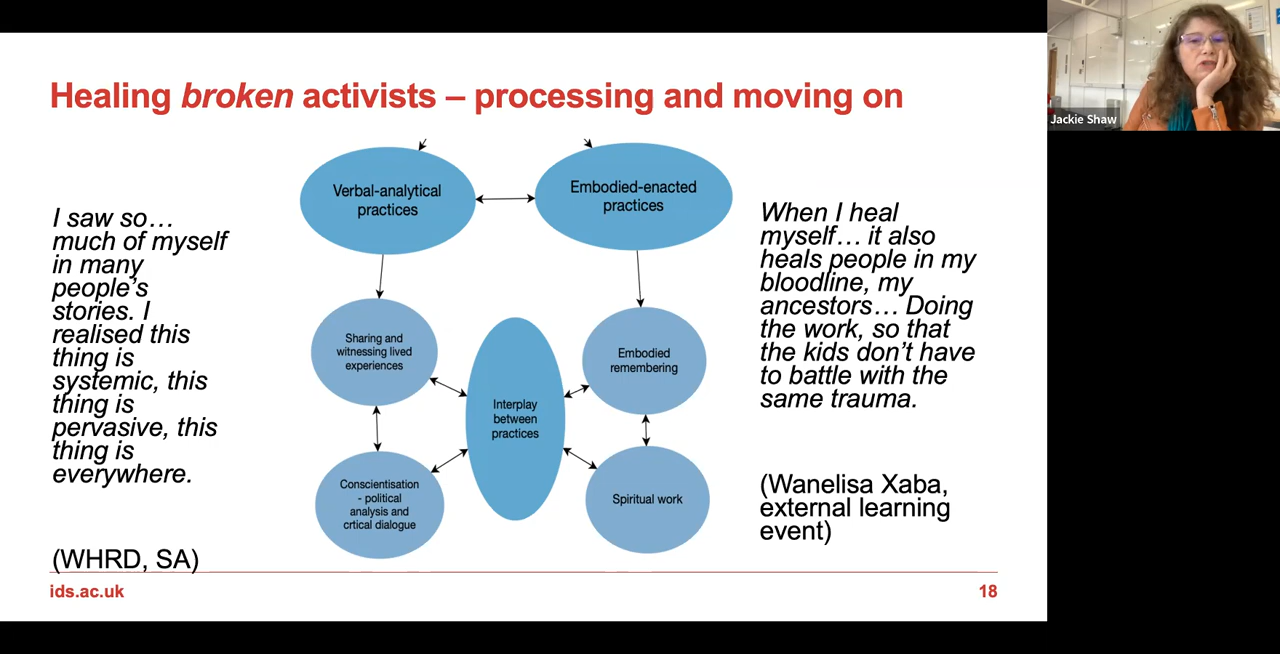 Healing broken activists – processing and moving on
Jackie Shaw
I saw so…
much of myself
in many
people’s
stories. I
realised this
thing is
systemic, this
thing is
pervasive, this
thing is
everywhere.
(WHRD, SA)
Verbal-analytical
practices
Embodied-enacted
practices
Sharing and
witnessing lived
experiences
Embodied
remembering
Interplay
between
practices
Conscientisation
- political
analysis and
crtical dialogue
Spiritual work
When I heal
myself… it also
heals people in my
bloodline, my
ancestors… Doing
the work, so that
the kids don’t have
to battle with the
same trauma.
(Wanelisa Xaba,
external learning
event)
ids.ac.uk
18